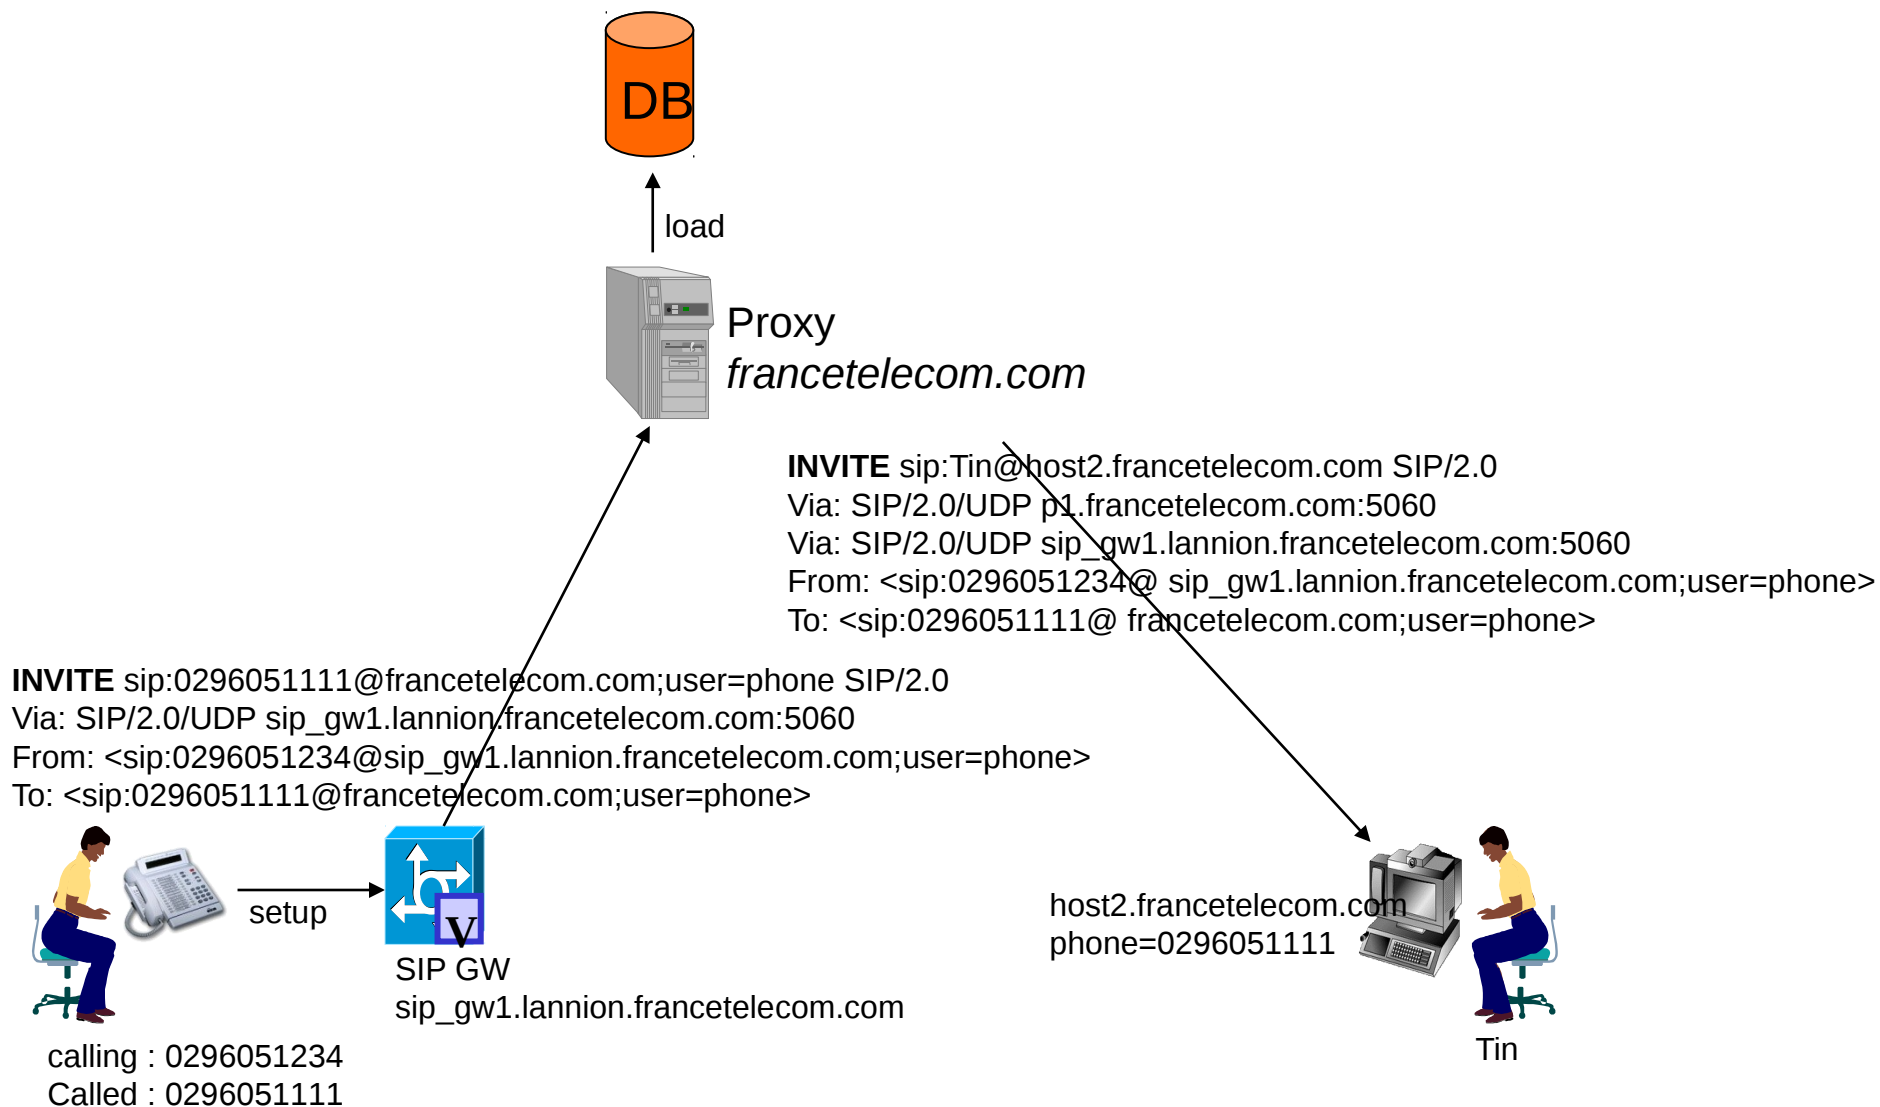 DB
load
Proxy
francetelecom.com
INVITE sip:Tin@host2.francetelecom.com SIP/2.0
Via: SIP/2.0/UDP p1.francetelecom.com:5060
Via: SIP/2.0/UDP sip_gw1.lannion.francetelecom.com:5060
From: <sip:0296051234@ sip_gw1.lannion.francetelecom.com;user=phone>
To: <sip:0296051111@ francetelecom.com;user=phone>
INVITE sip:0296051111@francetelecom.com;user=phone SIP/2.0
Via: SIP/2.0/UDP sip_gw1.lannion.francetelecom.com:5060
From: <sip:0296051234@sip_gw1.lannion.francetelecom.com;user=phone>
To: <sip:0296051111@francetelecom.com;user=phone>
setup
V
SIP GW
sip_gw1.lannion.francetelecom.com
host2.francetelecom.com
phone=0296051111
calling : 0296051234
Called : 0296051111
Tin